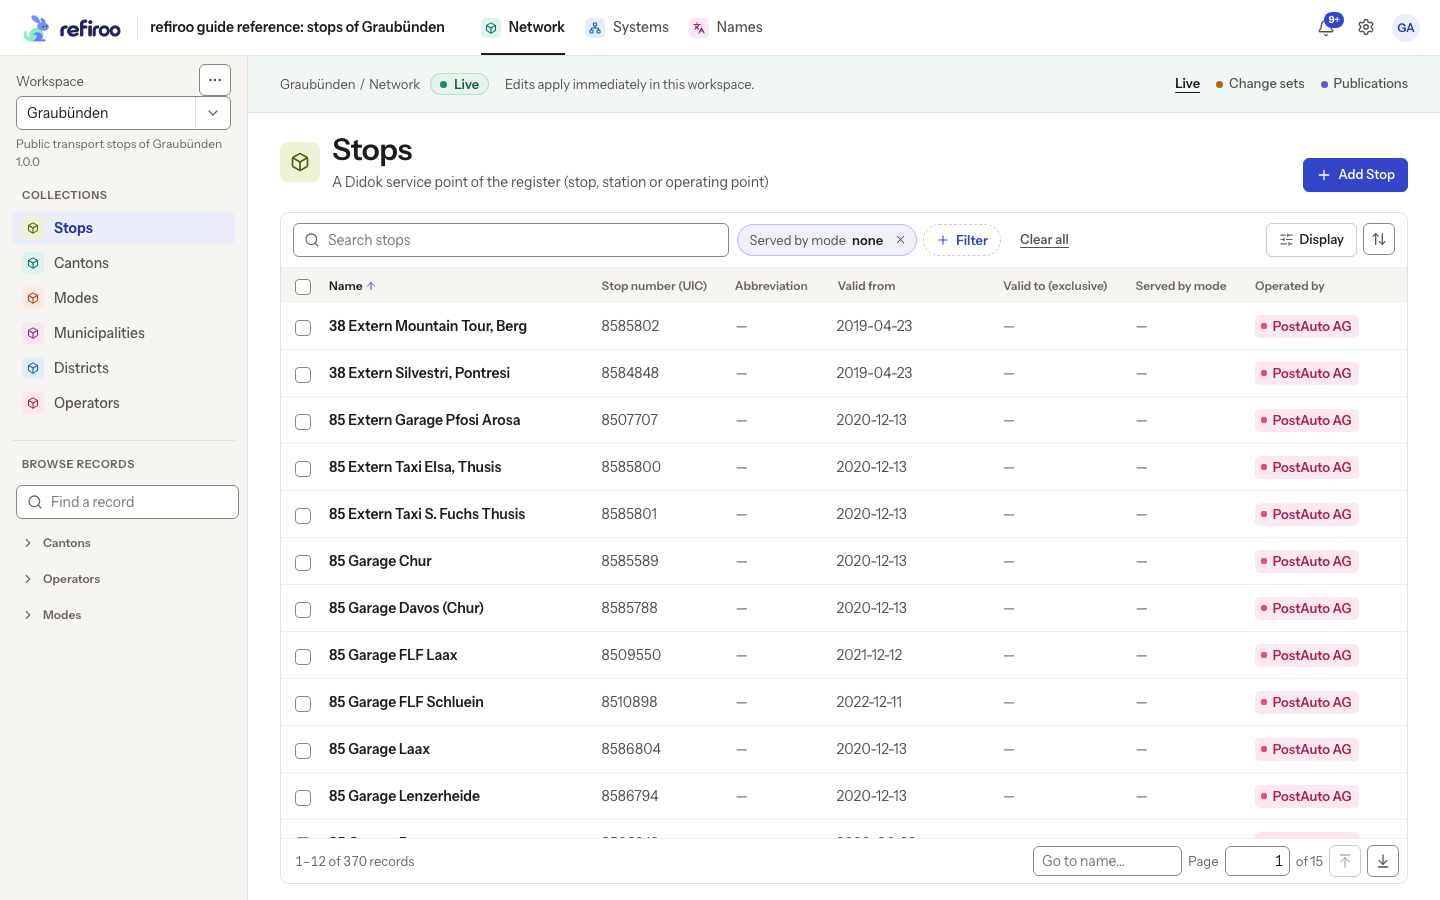 refiroo
refiroo guide reference: stops of Graubünden
Network
Systems
Names
9+
GA
Workspace
Graubünden
Public transport stops of Graubünden
1.0.0
COLLECTIONS
Stops
Cantons
Modes
Municipalities
Districts
Operators
BROWSE RECORDS
Find a record
Cantons
Operators
Modes
Graubünden / Network
Live
Edits apply immediately in this workspace.
Live
Change sets
Publications
Stops
A Didok service point of the register (stop, station or operating point)
Add Stop
Search stops
Served by mode none
Filter
Clear all
Display
Name Stop number (UIC) Abbreviation Valid from Valid to (exclusive) Served by mode Operated by
38 Extern Mountain Tour, Berg 8585802 — 2019-04-23 — — PostAuto AG
38 Extern Silvestri, Pontresi 8584848 — 2019-04-23 — — PostAuto AG
85 Extern Garage Pfosi Arosa 8507707 — 2020-12-13 — — PostAuto AG
85 Extern Taxi Elsa, Thusis 8585800 — 2020-12-13 — — PostAuto AG
85 Extern Taxi S. Fuchs Thusis 8585801 — 2020-12-13 — — PostAuto AG
85 Garage Chur 8585589 — 2020-12-13 — — PostAuto AG
85 Garage Davos (Chur) 8585788 — 2020-12-13 — — PostAuto AG
85 Garage FLF Laax 8509550 — 2021-12-12 — — PostAuto AG
85 Garage FLF Schluein 8510898 — 2022-12-11 — — PostAuto AG
85 Garage Laax 8586804 — 2020-12-13 — — PostAuto AG
85 Garage Lenzerheide 8586794 — 2020-12-13 — — PostAuto AG
1–12 of 370 records
Go to name...
Page 1 of 15